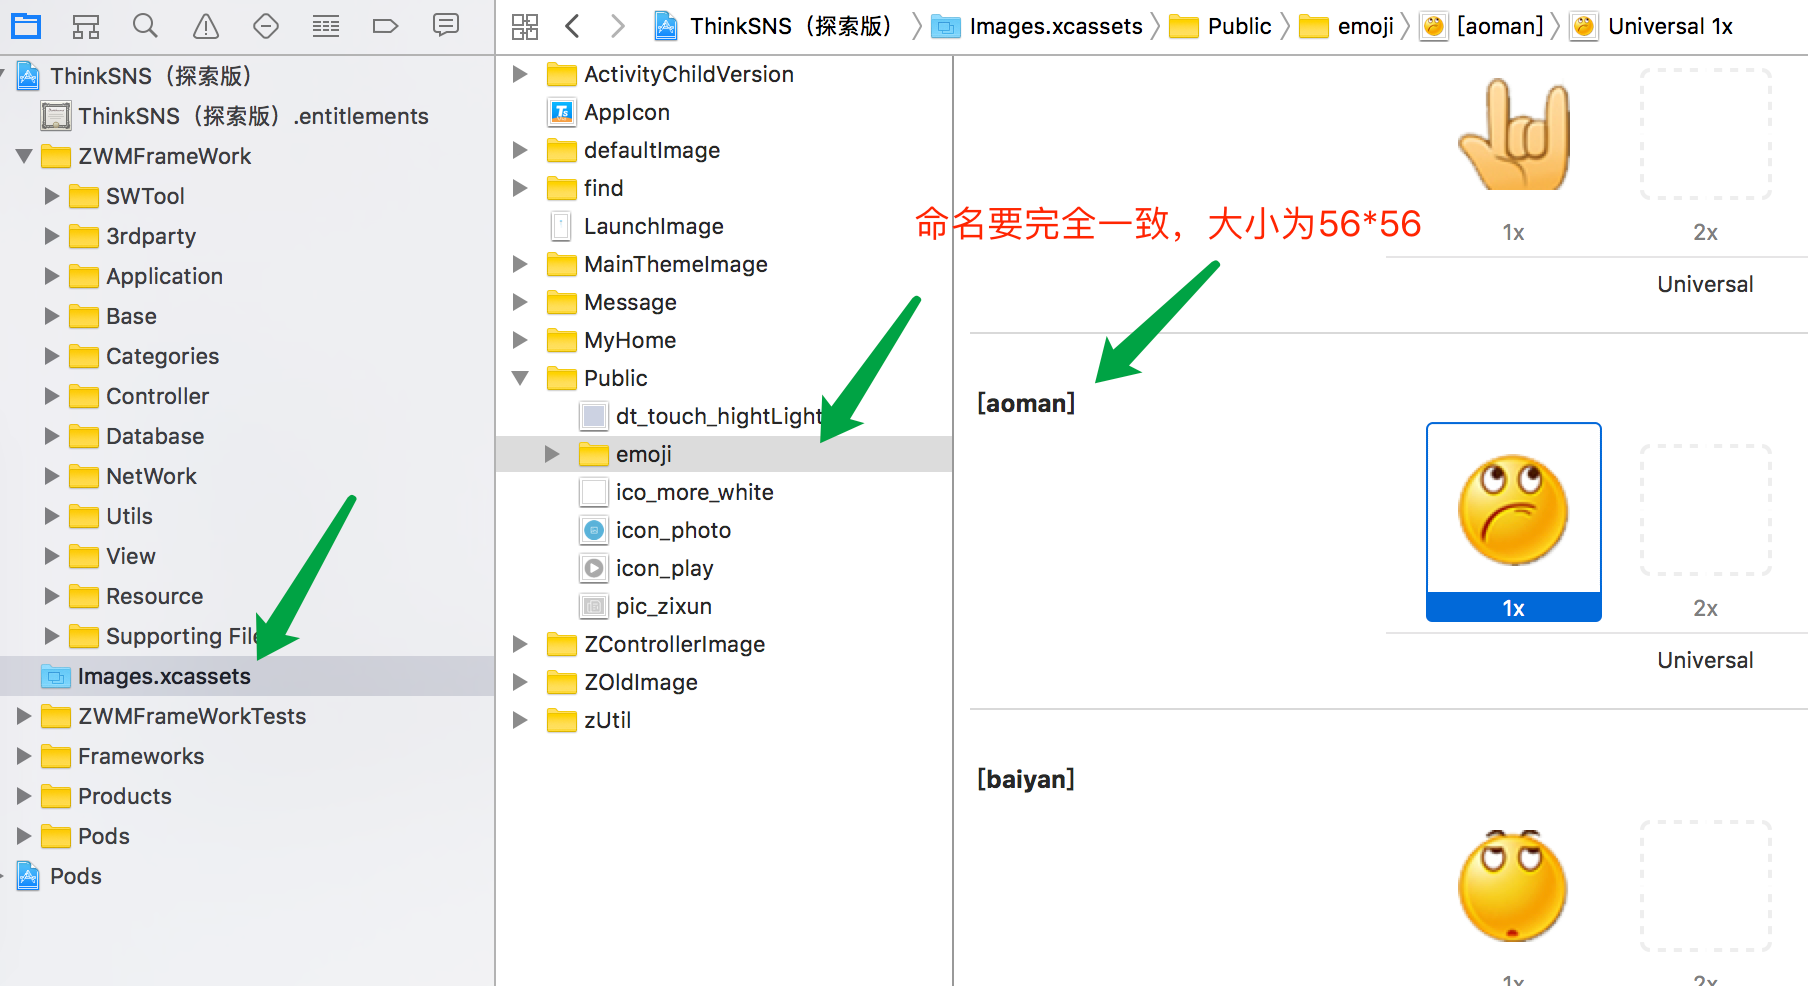 ThinkSNS（探索版） Images.xcassets Public emoji [aoman] Universal 1x
ThinkSNS（探索版）
ThinkSNS（探索版）.entitlements
ZWMFrameWork
SWTool
3rdparty
Application
Base
Categories
Controller
Database
NetWork
Utils
View
Resource
Supporting File
Images.xcassets
ZWMFrameWorkTests
Frameworks
Products
Pods
Pods
ActivityChildVersion
AppIcon
defaultImage
find
LaunchImage
MainThemeImage
Message
MyHome
Public
dt_touch_hightLight
emoji
ico_more_white
icon_photo
icon_play
pic_zixun
ZControllerImage
ZOldImage
zUtil
命名要完全一致，大小为56*56
1x 2x
Universal
[aoman]
1x 2x
Universal
[baiyan]
1x 2x